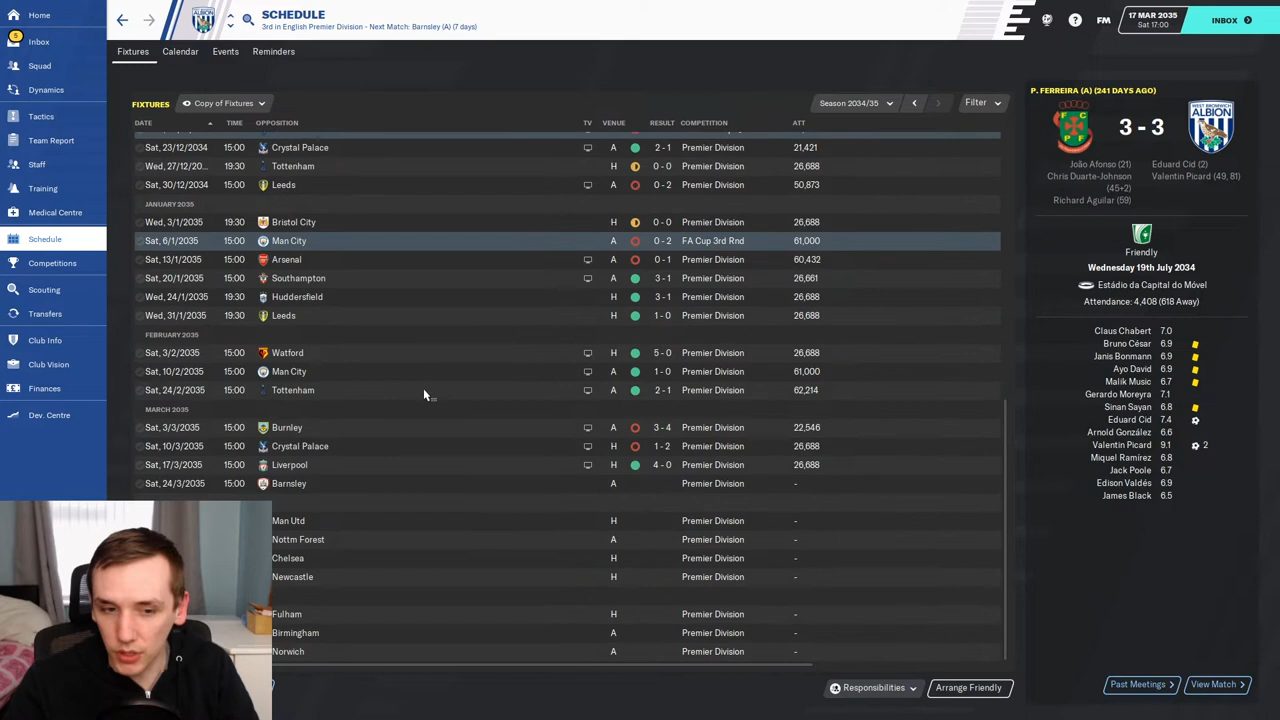 Home
5
Inbox
Squad
Dynamics
Tactics
Team Report
Staff
Training
Medical Centre
Schedule
Competitions
Scouting
Transfers
Club Info
Club Vision
Finances
Dev. Centre
SCHEDULE
3rd in English Premier Division - Next Match: Barnsley (A) (7 days)
? FM 17 MAR 2035
Sat 17:00
INBOX
Fixtures Calendar Events Reminders
FIXTURES Copy of Fixtures Season 2034/35 Filter
DATE TIME OPPOSITION TV VENUE RESULT COMPETITION ATT
Sat, 23/12/2034 15:00 Crystal Palace A 2-1 Premier Division 21,421
Wed, 27/12/20... 19:30 Tottenham H 0-0 Premier Division 26,688
Sat, 30/12/2034 15:00 Leeds A 0-2 Premier Division 50,873
JANUARY 2035
Wed, 3/1/2035 19:30 Bristol City H 0-0 Premier Division 26,688
Sat, 6/1/2035 15:00 Man City A 0-2 FA Cup 3rd Rnd 61,000
Sat, 13/1/2035 15:00 Arsenal A 0-1 Premier Division 60,432
Sat, 20/1/2035 15:00 Southampton H 3-1 Premier Division 26,661
Wed, 24/1/2035 19:30 Huddersfield H 3-1 Premier Division 26,688
Wed, 31/1/2035 19:30 Leeds H 1-0 Premier Division 26,688
FEBRUARY 2035
Sat, 3/2/2035 15:00 Watford H 5-0 Premier Division 26,688
Sat, 10/2/2035 15:00 Man City A 1-0 Premier Division 61,000
Sat, 24/2/2035 15:00 Tottenham A 2-1 Premier Division 62,214
MARCH 2035
Sat, 3/3/2035 15:00 Burnley A 3-4 Premier Division 22,546
Sat, 10/3/2035 15:00 Crystal Palace H 1-2 Premier Division 26,688
Sat, 17/3/2035 15:00 Liverpool H 4-0 Premier Division 26,688
Sat, 24/3/2035 15:00 Barnsley A Premier Division -
Man Utd H Premier Division -
Nottm Forest A Premier Division -
Chelsea H Premier Division -
Newcastle H Premier Division -
Fulham H Premier Division -
Birmingham A Premier Division -
Norwich A Premier Division -
Responsibilities Arrange Friendly
P. FERREIRA (A) (241 DAYS AGO)
3 - 3
WEST BROMWICH
ALBION
João Afonso (21)
Chris Duarte-Johnson
(45+2)
Richard Aguilar (59)
Eduard Cid (2)
Valentin Picard (49, 81)
Friendly
Wednesday 19th July 2034
Estádio da Capital do Móvel
Attendance: 4,408 (618 Away)
Claus Chabert 7.0
Bruno César 6.9
Janis Bonmann 6.9
Ayo David 6.9
Malik Music 6.7
Gerardo Moreyra 7.1
Sinan Sayan 6.8
Eduard Cid 7.4
Arnold González 6.6
Valentin Picard 9.1 2
Miquel Ramírez 6.8
Jack Poole 6.7
Edison Valdés 6.9
James Black 6.5
Past Meetings View Match